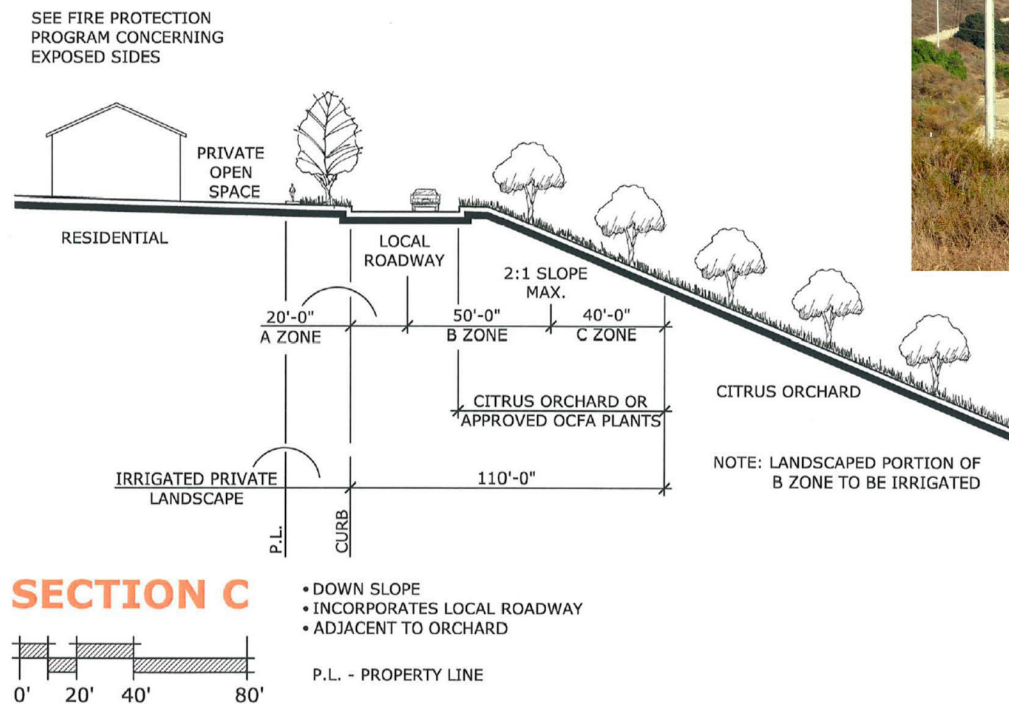 SEE FIRE PROTECTION
PROGRAM CONCERNING
EXPOSED SIDES
PRIVATE
OPEN
SPACE
RESIDENTIAL
LOCAL
ROADWAY
2:1 SLOPE
MAX.
20'-0"
A ZONE
50'-0"
B ZONE
40'-0"
C ZONE
CITRUS ORCHARD OR
APPROVED OCFA PLANTS
CITRUS ORCHARD
IRRIGATED PRIVATE
LANDSCAPE
110'-0"
NOTE: LANDSCAPED PORTION OF
B ZONE TO BE IRRIGATED
P.L.
CURB
SECTION C
• DOWN SLOPE
• INCORPORATES LOCAL ROADWAY
• ADJACENT TO ORCHARD
P.L. - PROPERTY LINE
0' 20' 40' 80'